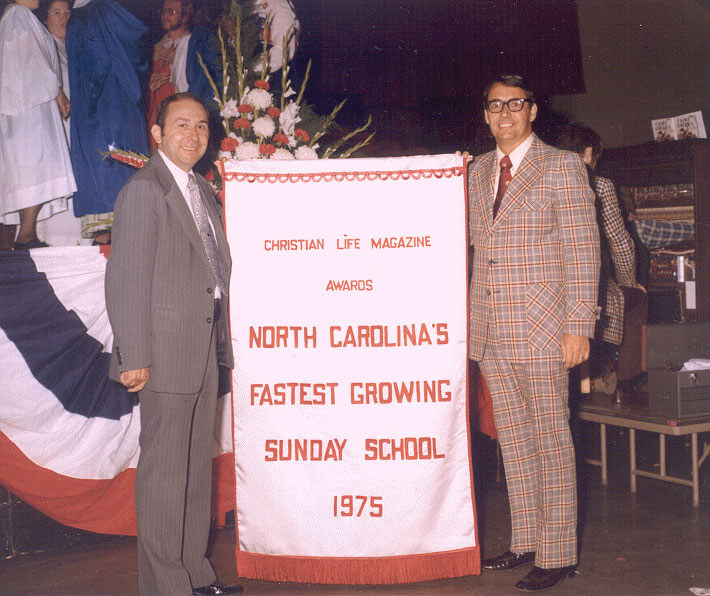 CHRISTIAN LIFE MAGAZINE
AWARDS
NORTH CAROLINA'S
FASTEST GROWING
SUNDAY SCHOOL
1975